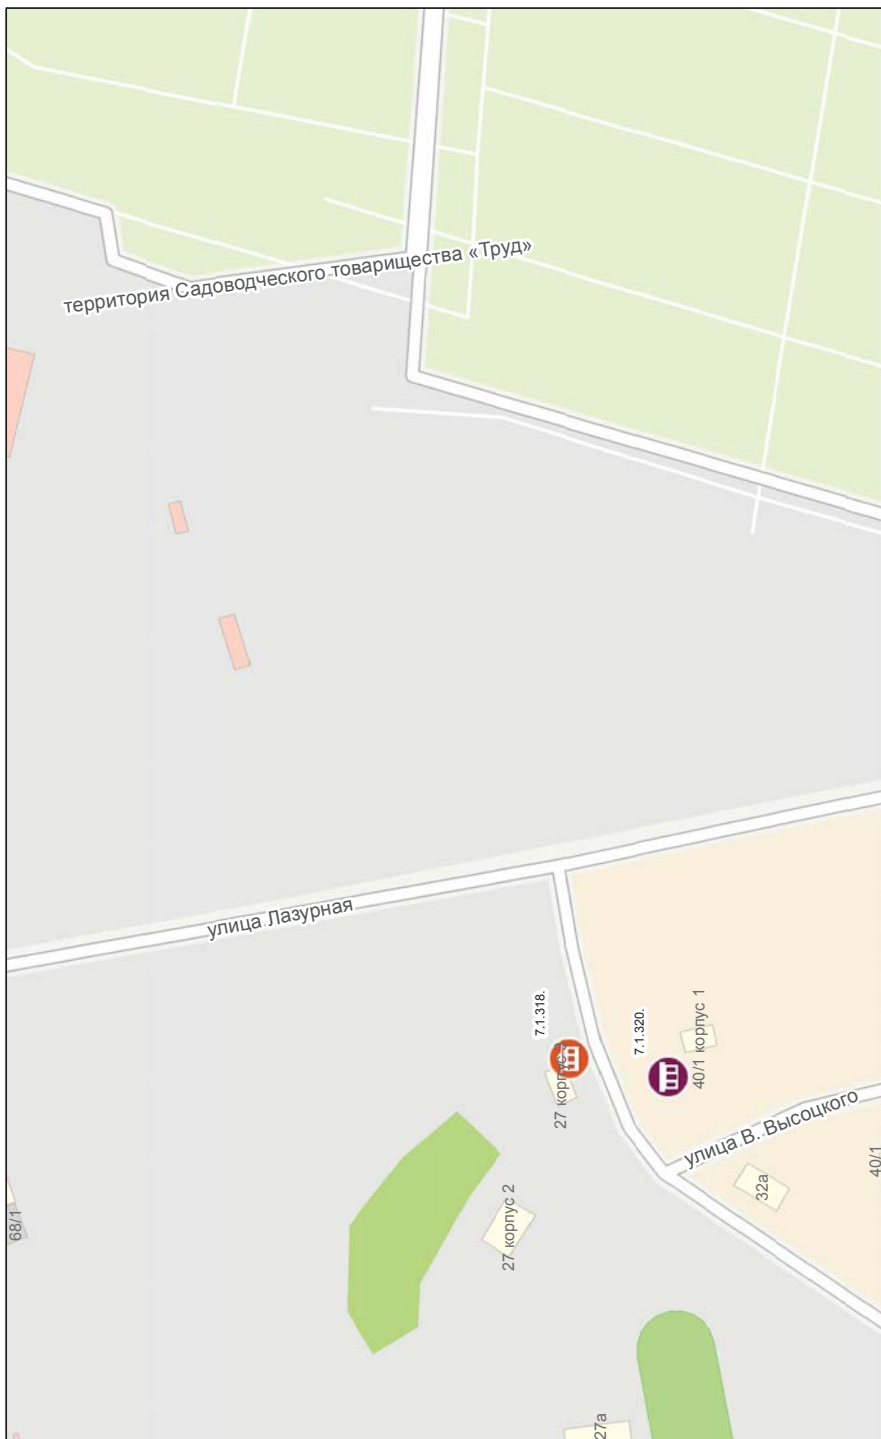 территория Садоводческого товарищества «Труд»
улица Лазурная
7.1.318.
7.1.320.
40/1 корпус 1
27 корпус 3
улица В. Высоцкого
40/1
32а
68/1
27 корпус 2
27а